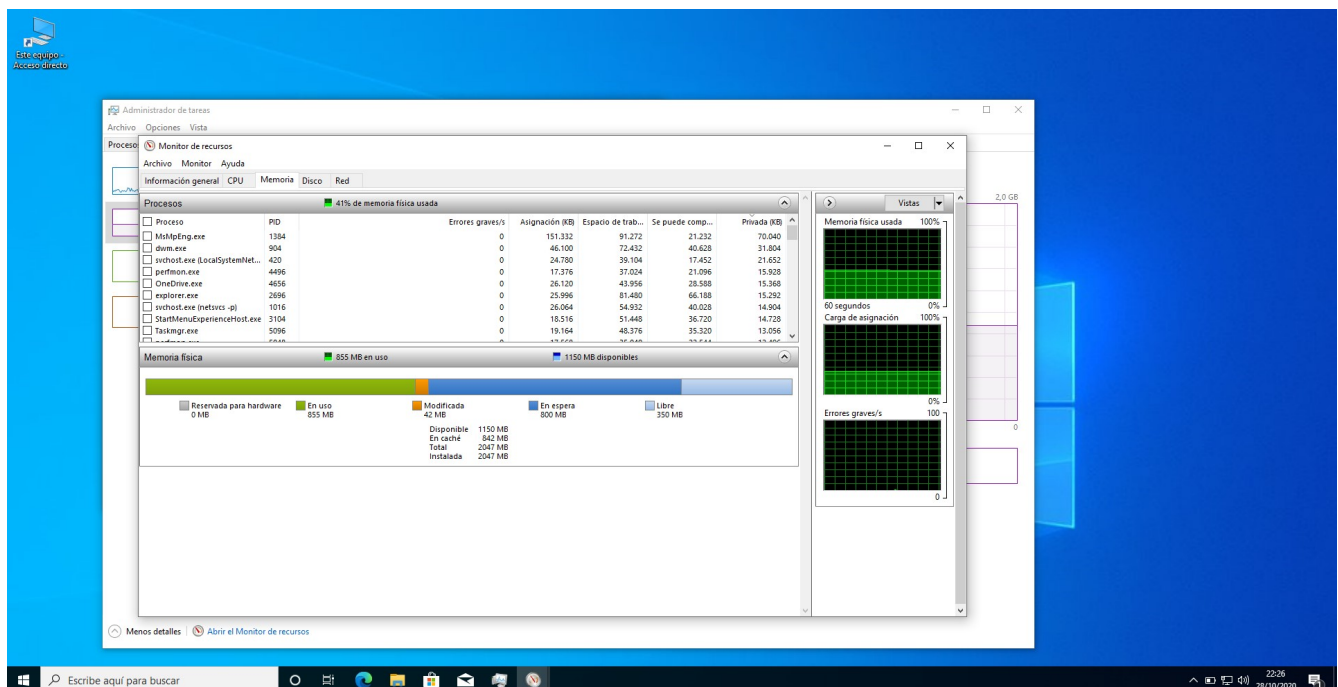 Este equipo -
Acceso directo
Administrador de tareas
Archivo Opciones Vista
Monitor de recursos
Archivo Monitor Ayuda
Información general CPU Memoria Disco Red
2,0 GB
Procesos 41% de memoria física usada
Proceso PID Errores graves/s Asignación (KB) Espacio de trab... Se puede comp... Privada (KB)
MsMpEng.exe 1384 0 151.332 91.272 21.232 70.040
dwm.exe 904 0 46.100 72.432 40.628 31.804
svchost.exe (LocalSystemNet... 420 0 24.780 39.104 17.452 21.652
perfmon.exe 4496 0 17.376 37.024 21.096 15.928
OneDrive.exe 4656 0 26.120 43.956 28.588 15.368
explorer.exe 2696 0 25.996 81.480 66.188 15.292
svchost.exe (netsvcs -p) 1016 0 26.064 54.932 40.028 14.904
StartMenuExperienceHost.exe 3104 0 18.516 51.448 36.720 14.728
Taskmgr.exe 5096 0 19.164 48.376 35.320 13.056
Memoria física 855 MB en uso 1150 MB disponibles
Reservada para hardware
0 MB
En uso
855 MB
Modificada
42 MB
En espera
800 MB
Libre
350 MB
Disponible 1150 MB
En caché 842 MB
Total 2047 MB
Instalada 2047 MB
Vistas
Memoria física usada 100%
60 segundos 0%
Carga de asignación 100%
0%
Errores graves/s 100
0
0
Menos detalles Abrir el Monitor de recursos
Escribe aquí para buscar
22:26
28/10/2020